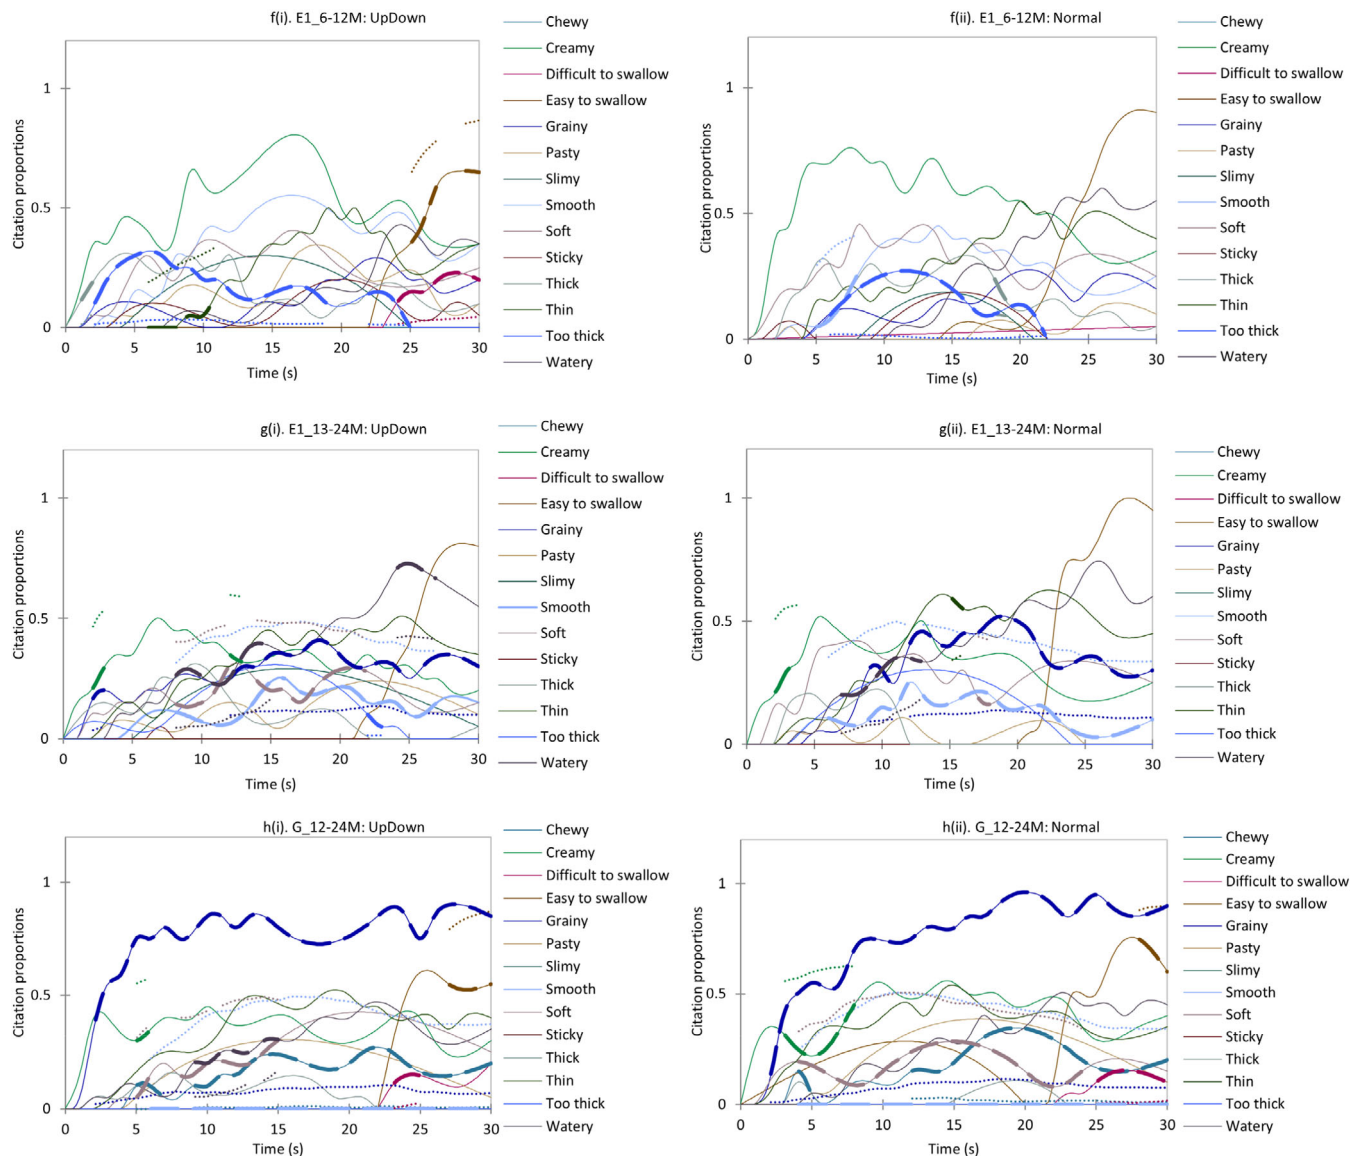 f(i). E1_6-12M: UpDown
Citation proportions
1
0.5
0
0 5 10 15 20 25 30
Time (s)
Chewy
Creamy
Difficult to swallow
Easy to swallow
Grainy
Pasty
Slimy
Smooth
Soft
Sticky
Thick
Thin
Too thick
Watery
f(ii). E1_6-12M: Normal
Citation proportions
1
0.5
0
0 5 10 15 20 25 30
Time (s)
Chewy
Creamy
Difficult to swallow
Easy to swallow
Grainy
Pasty
Slimy
Smooth
Soft
Sticky
Thick
Thin
Too thick
Watery
g(i). E1_13-24M: UpDown
Citation proportions
1
0.5
0
0 5 10 15 20 25 30
Time (s)
Chewy
Creamy
Difficult to swallow
Easy to swallow
Grainy
Pasty
Slimy
Smooth
Soft
Sticky
Thick
Thin
Too thick
Watery
g(ii). E1_13-24M: Normal
Citation proportions
1
0.5
0
0 5 10 15 20 25 30
Time (s)
Chewy
Creamy
Difficult to swallow
Easy to swallow
Grainy
Pasty
Slimy
Smooth
Soft
Sticky
Thick
Thin
Too thick
Watery
h(i). G_12-24M: UpDown
Citation proportions
1
0.5
0
0 5 10 15 20 25 30
Time (s)
Chewy
Creamy
Difficult to swallow
Easy to swallow
Grainy
Pasty
Slimy
Smooth
Soft
Sticky
Thick
Thin
Too thick
Watery
h(ii). G_12-24M: Normal
Citation proportions
1
0.5
0
0 5 10 15 20 25 30
Time (s)
Chewy
Creamy
Difficult to swallow
Easy to swallow
Grainy
Pasty
Slimy
Smooth
Soft
Sticky
Thick
Thin
Too thick
Watery